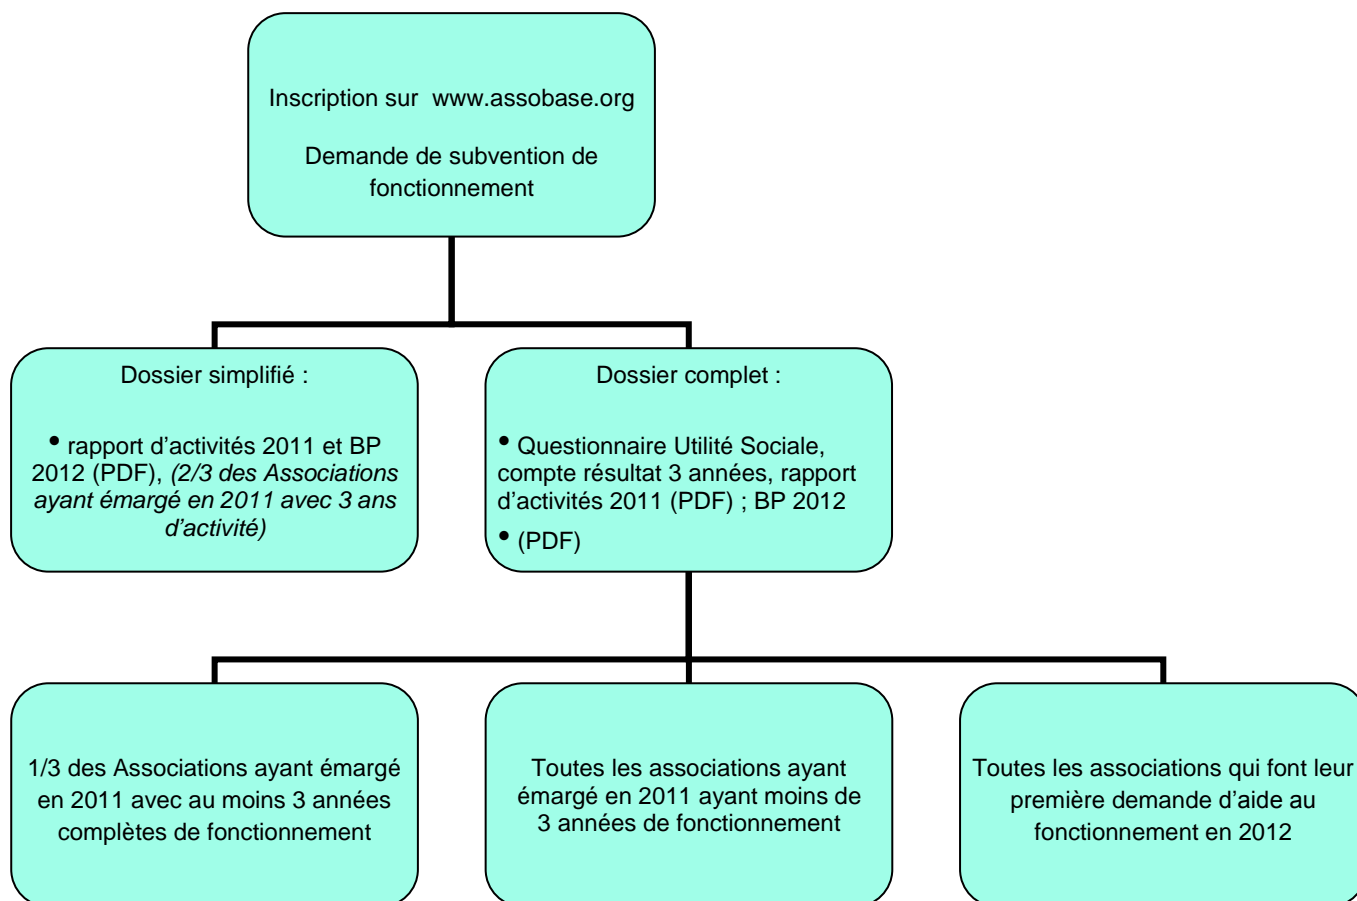 Inscription sur  www.assobase.org
Demande de subvention de
fonctionnement
Dossier simplifié :
• rapport d’activités 2011 et BP
2012 (PDF), (2/3 des Associations
ayant émargé en 2011 avec 3 ans
d’activité)
Dossier complet :
• Questionnaire Utilité Sociale,
compte résultat 3 années, rapport
d’activités 2011 (PDF) ; BP 2012
• (PDF)
1/3 des Associations ayant émargé
en 2011 avec au moins 3 années
complètes de fonctionnement
Toutes les associations ayant
émargé en 2011 ayant moins de
3 années de fonctionnement
Toutes les associations qui font leur
première demande d’aide au
fonctionnement en 2012